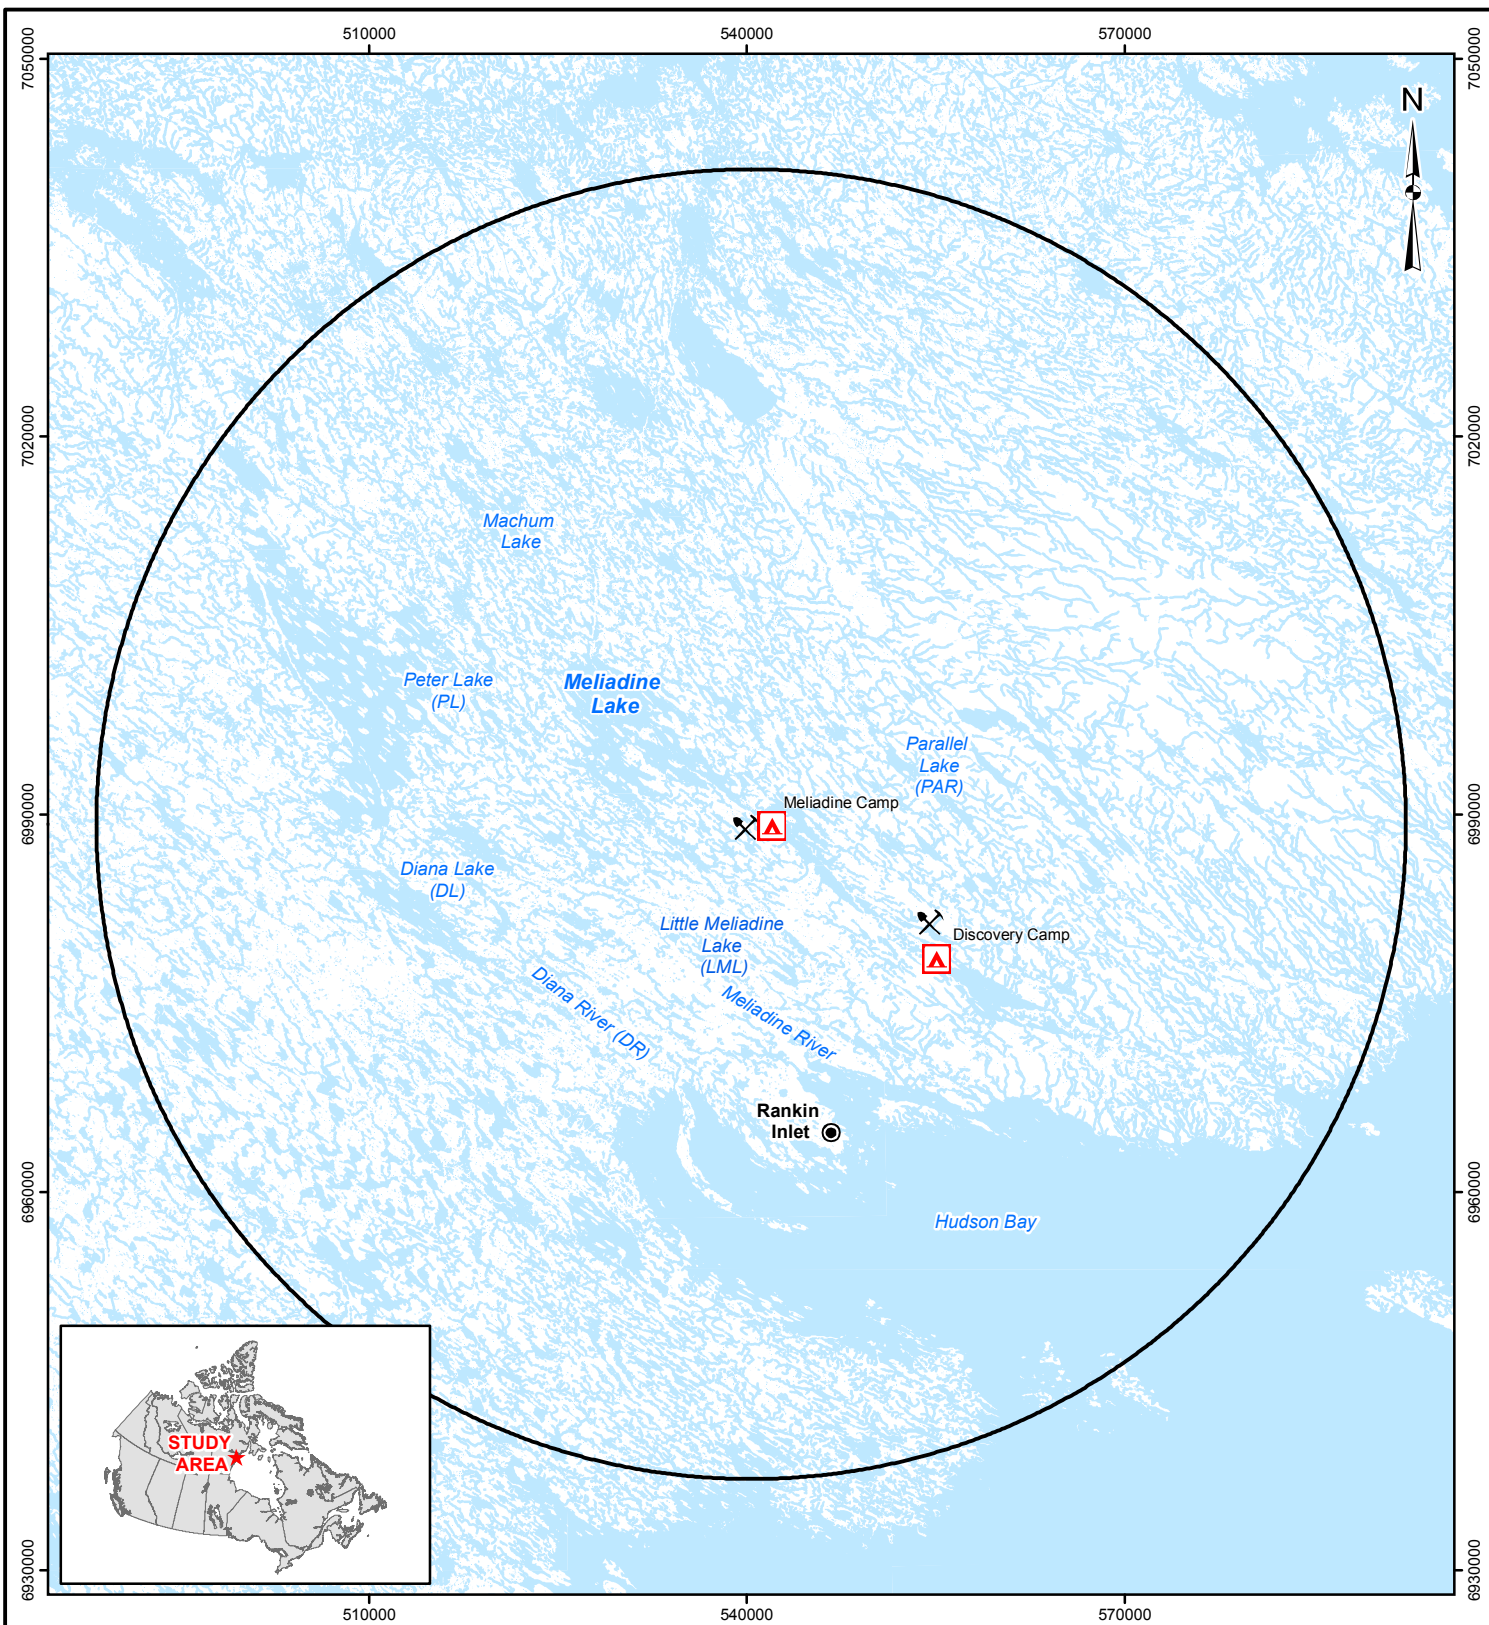 510000
540000
570000
7050000
7050000
N
7020000
7020000
Machum
Lake
Peter Lake
(PL)
Meliadine
Lake
Parallel
Lake
(PAR)
Meliadine Camp
6990000
6990000
Diana Lake
(DL)
Little Meliadine
Lake
(LML)
Discovery Camp
Diana River (DR)
Meliadine River
Rankin
Inlet
6960000
6960000
Hudson Bay
STUDY
AREA
6930000
6930000
510000
540000
570000